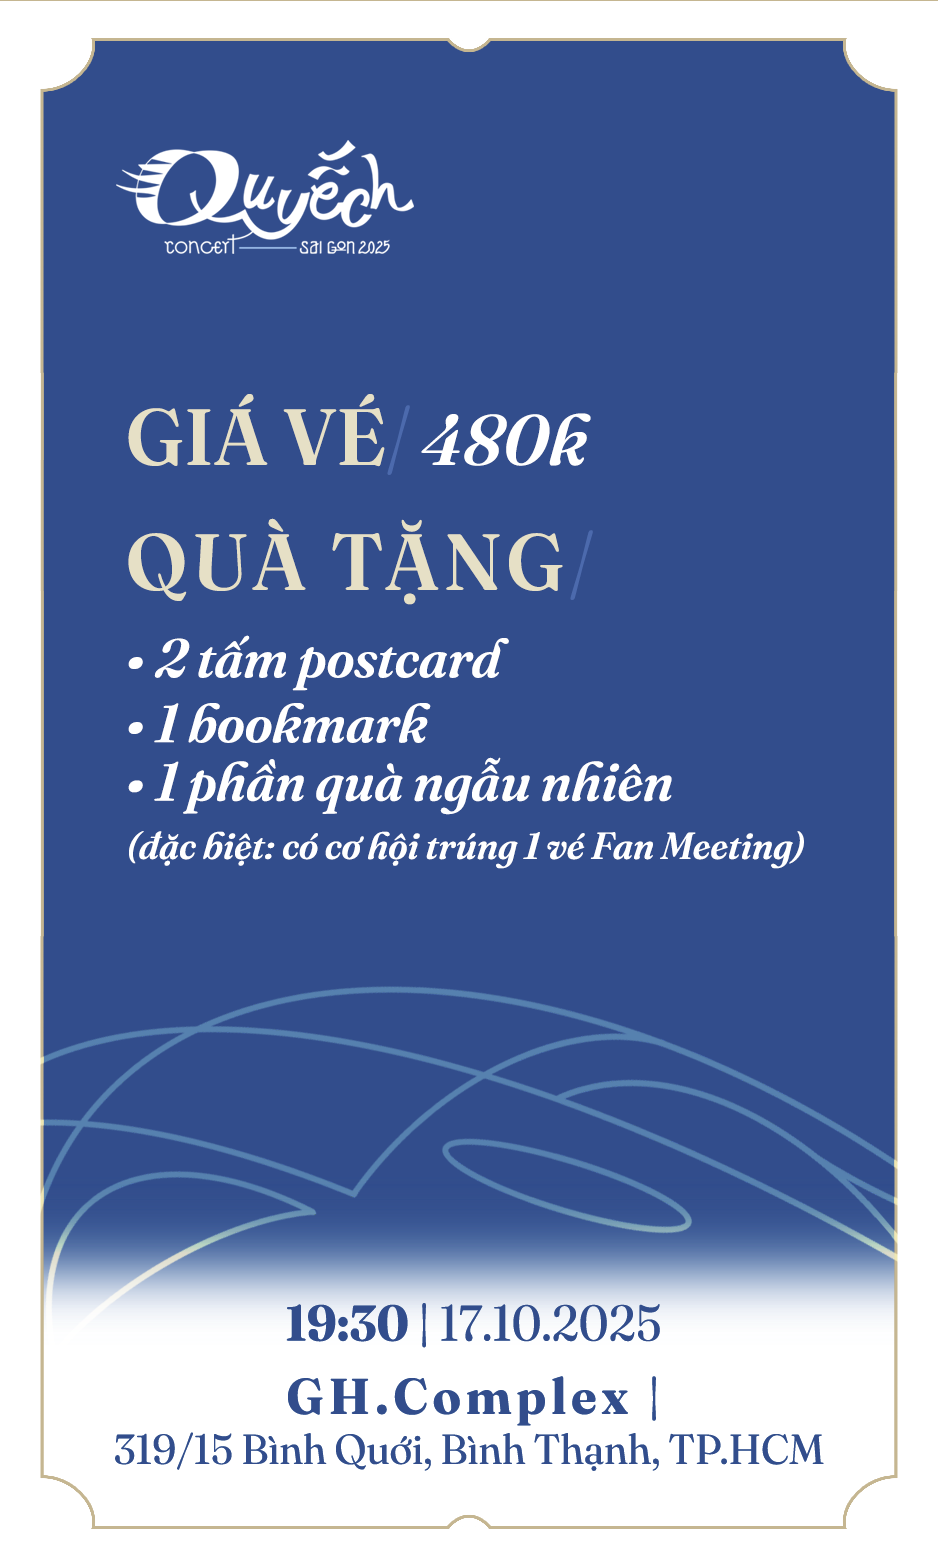 Quyếch
concert
SAI GON 2025
GIÁ VÉ/ 480k
QUÀ TẶNG/
• 2 tấm postcard
• 1 bookmark
• 1 phần quà ngẫu nhiên
(đặc biệt: có cơ hội trúng 1 vé Fan Meeting)
19:30 | 17.10.2025
GH.Complex |
319/15 Bình Quới, Bình Thạnh, TP.HCM